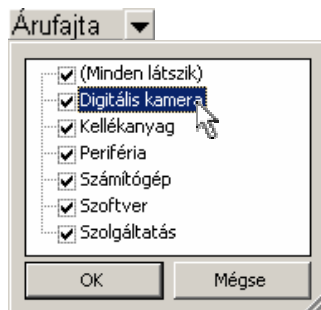 Árufajta
(Minden látszik)
Digitális kamera
Kellékanyag
Periféria
Számítógép
Szoftver
Szolgáltatás
OK Mégse